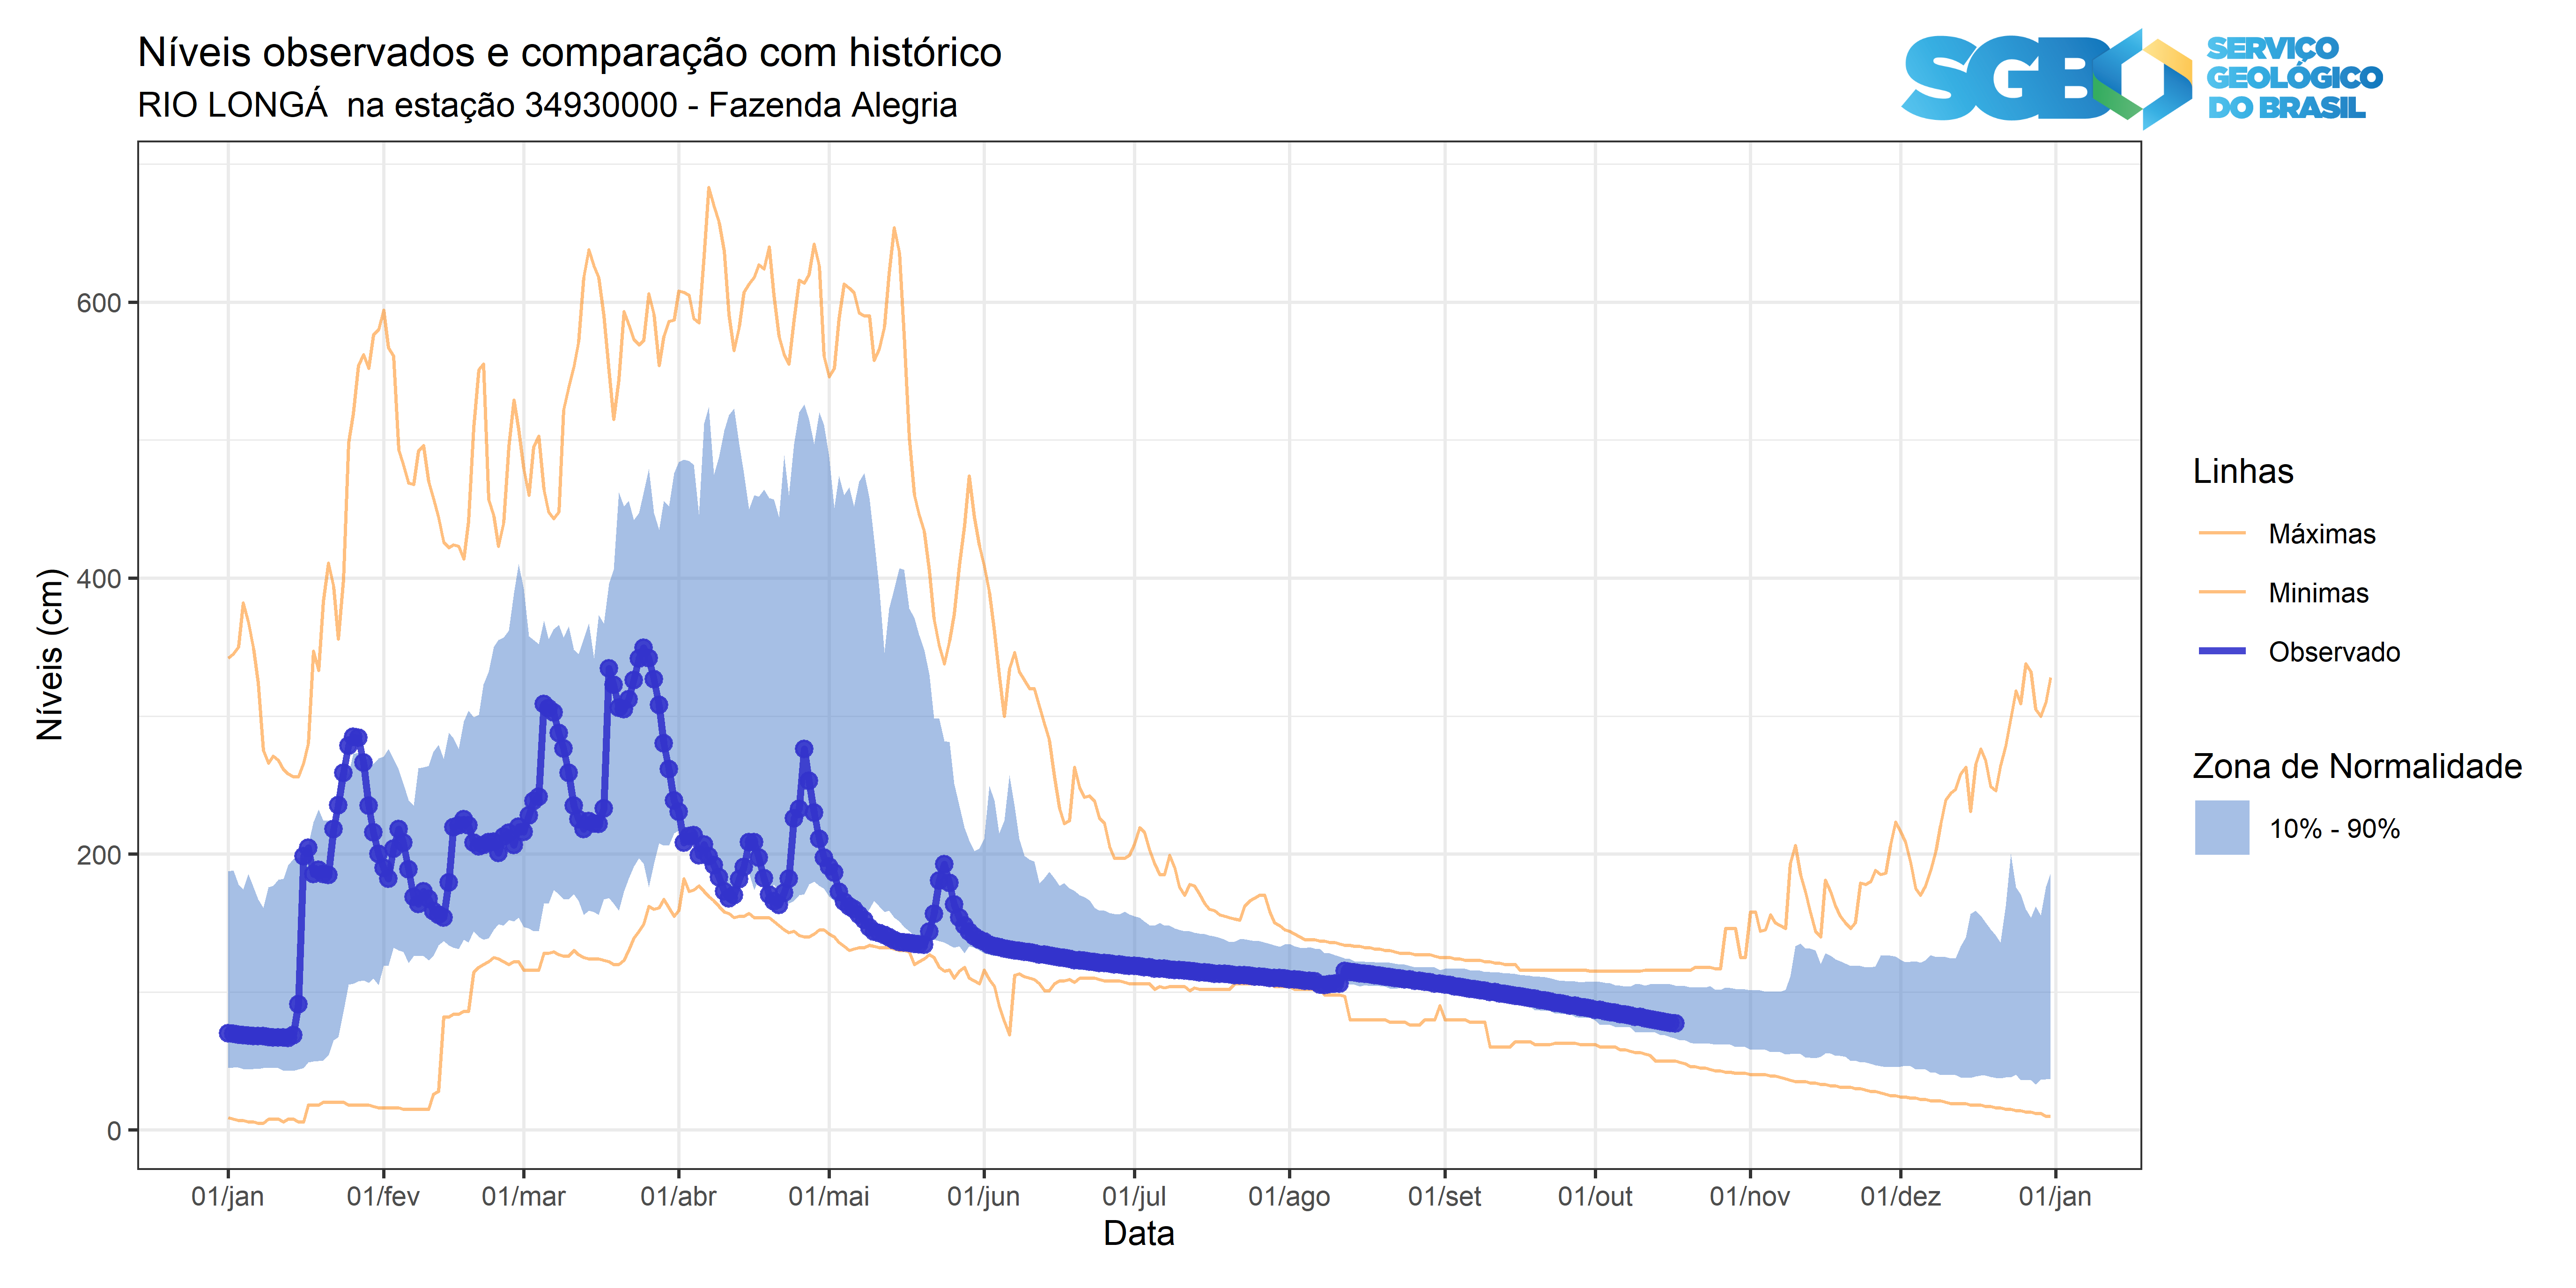 Níveis observados e comparação com histórico
RIO LONGÁ  na estação 34930000 - Fazenda Alegria
SGB
SERVIÇO
GEOLÓGICO
DO BRASIL
Níveis (cm)
600
400
200
0
01/jan 01/fev 01/mar 01/abr 01/mai 01/jun 01/jul 01/ago 01/set 01/out 01/nov 01/dez 01/jan
Data
Linhas
Máximas
Minimas
Observado
Zona de Normalidade
10% - 90%